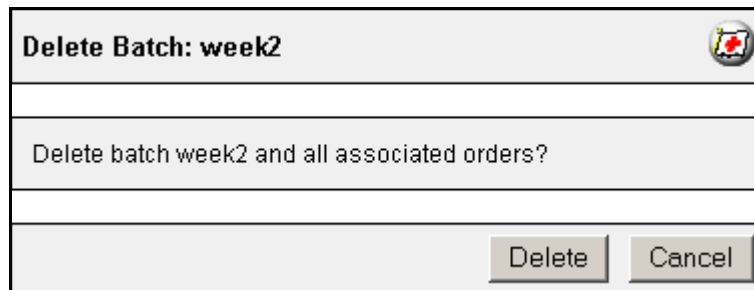 Delete Batch: week2
Delete batch week2 and all associated orders?
Delete Cancel